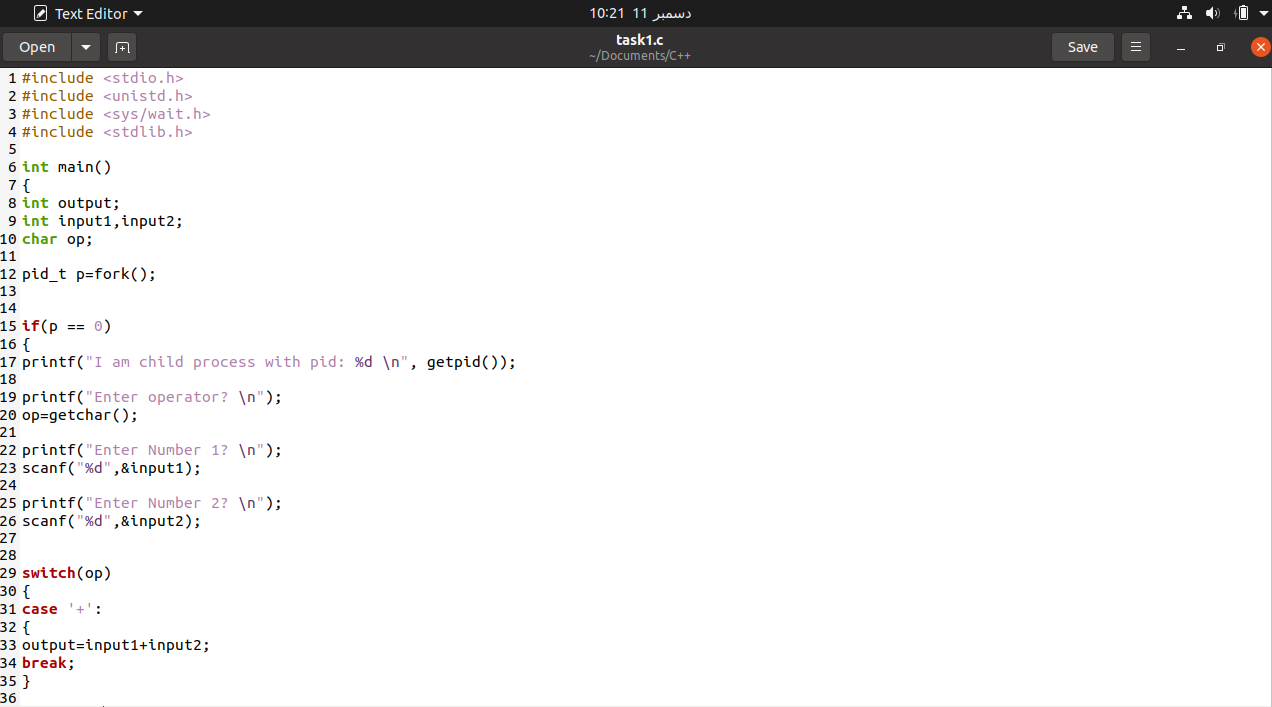 Text Editor
10:21 11 دسمبر
Open
task1.c
~/Documents/C++
Save
1 #include <stdio.h>
2 #include <unistd.h>
3 #include <sys/wait.h>
4 #include <stdlib.h>
5
6 int main()
7 {
8 int output;
9 int input1,input2;
10 char op;
11
12 pid_t p=fork();
13
14
15 if(p == 0)
16 {
17 printf("I am child process with pid: %d \n", getpid());
18
19 printf("Enter operator? \n");
20 op=getchar();
21
22 printf("Enter Number 1? \n");
23 scanf("%d",&input1);
24
25 printf("Enter Number 2? \n");
26 scanf("%d",&input2);
27
28
29 switch(op)
30 {
31 case '+':
32 {
33 output=input1+input2;
34 break;
35 }
36